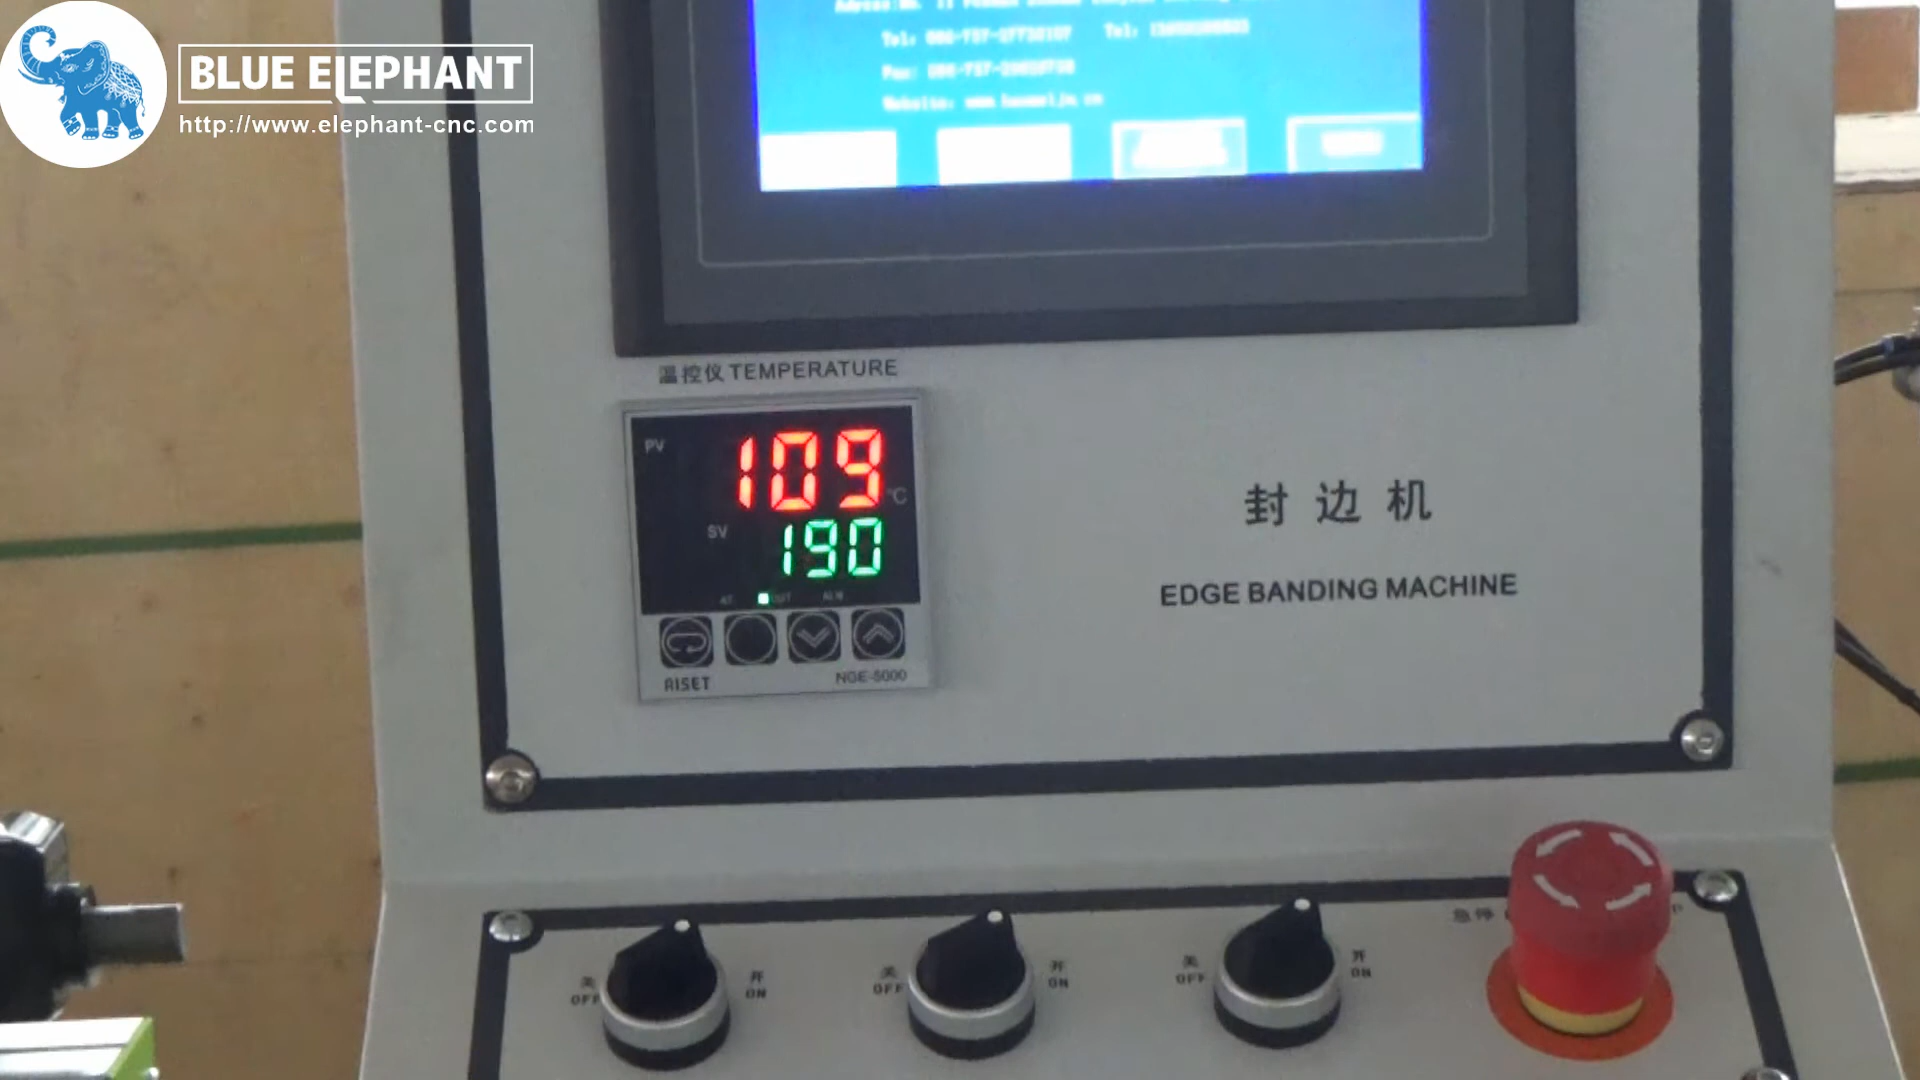 BLUE ELEPHANT
http://www.elephant-cnc.com
温控仪 TEMPERATURE
PV 109 °C
SV 190
AT OUT ALM
RISET NGE-5000
封边机
EDGE BANDING MACHINE
急停
关 开 关 开 关 开
OFF ON OFF ON OFF ON